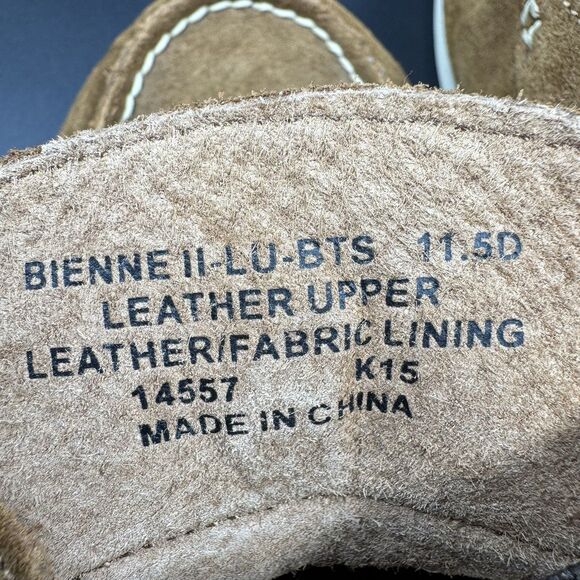 BIENNE II-LU-BTS 11.5D
LEATHER UPPER
LEATHER/FABRIC LINING
14557 K15
MADE IN CHINA